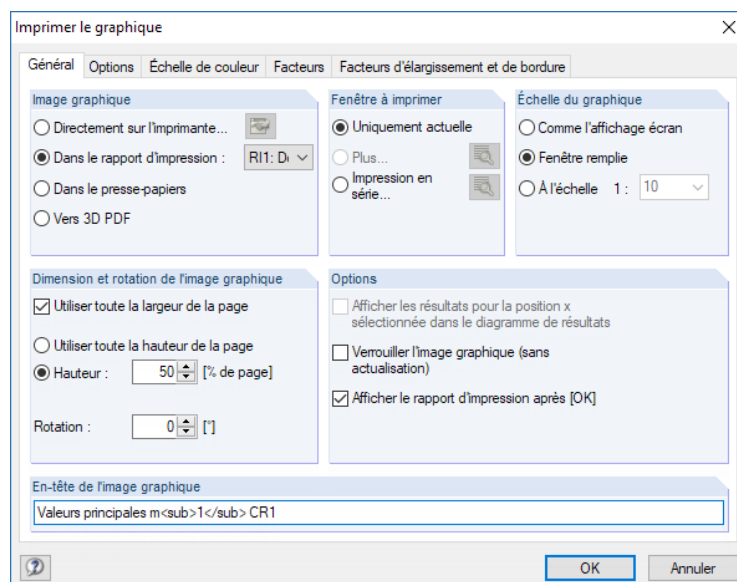 Imprimer le graphique
Général Options Échelle de couleur Facteurs Facteurs d'élargissement et de bordure
Image graphique
Directement sur l'imprimante...
Dans le rapport d'impression : RI1: D
Dans le presse-papiers
Vers 3D PDF
Fenêtre à imprimer
Uniquement actuelle
Plus...
Impression en
série...
Échelle du graphique
Comme l'affichage écran
Fenêtre remplie
À l'échelle 1 : 10
Dimension et rotation de l'image graphique
Utiliser toute la largeur de la page
Utiliser toute la hauteur de la page
Hauteur : 50 [% de page]
Rotation : 0 [°]
Options
Afficher les résultats pour la position x
sélectionnée dans le diagramme de résultats
Verrouiller l'image graphique (sans
actualisation)
Afficher le rapport d'impression après [OK]
En-tête de l'image graphique
Valeurs principales m<sub>1</sub> CR1
OK Annuler